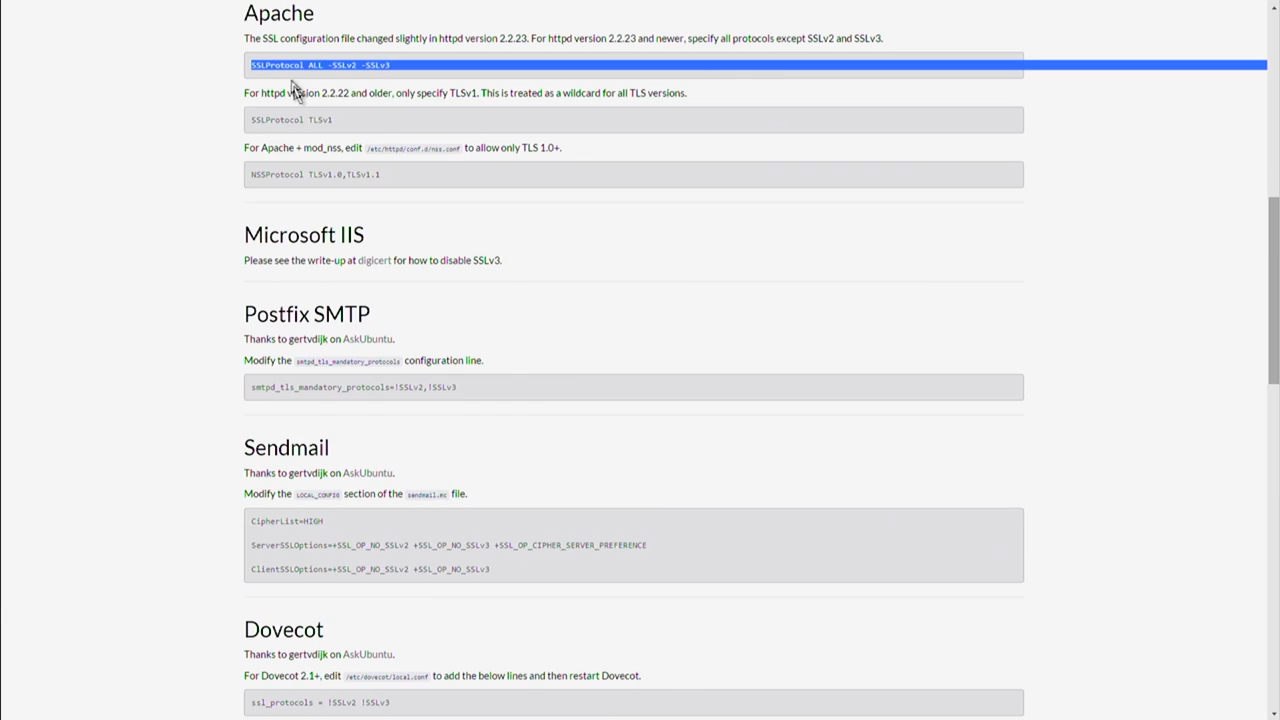 Apache
The SSL configuration file changed slightly in httpd version 2.2.23. For httpd version 2.2.23 and newer, specify all protocols except SSLv2 and SSLv3.
SSLProtocol ALL -SSLv2 -SSLv3
For httpd version 2.2.22 and older, only specify TLSv1. This is treated as a wildcard for all TLS versions.
SSLProtocol TLSv1
For Apache + mod_nss, edit /etc/httpd/conf.d/nss.conf to allow only TLS 1.0+.
NSSProtocol TLSv1.0,TLSv1.1
Microsoft IIS
Please see the write-up at digicert for how to disable SSLv3.
Postfix SMTP
Thanks to gertvdijk on AskUbuntu.
Modify the smtpd_tls_mandatory_protocols configuration line.
smtpd_tls_mandatory_protocols=!SSLv2,!SSLv3
Sendmail
Thanks to gertvdijk on AskUbuntu.
Modify the LOCAL_CONFIG section of the sendmail.mc file.
CipherList=HIGH
ServerSSLOptions=+SSL_OP_NO_SSLv2 +SSL_OP_NO_SSLv3 +SSL_OP_CIPHER_SERVER_PREFERENCE
ClientSSLOptions=+SSL_OP_NO_SSLv2 +SSL_OP_NO_SSLv3
Dovecot
Thanks to gertvdijk on AskUbuntu.
For Dovecot 2.1+, edit /etc/dovecot/local.conf to add the below lines and then restart Dovecot.
ssl_protocols = !SSLv2 !SSLv3